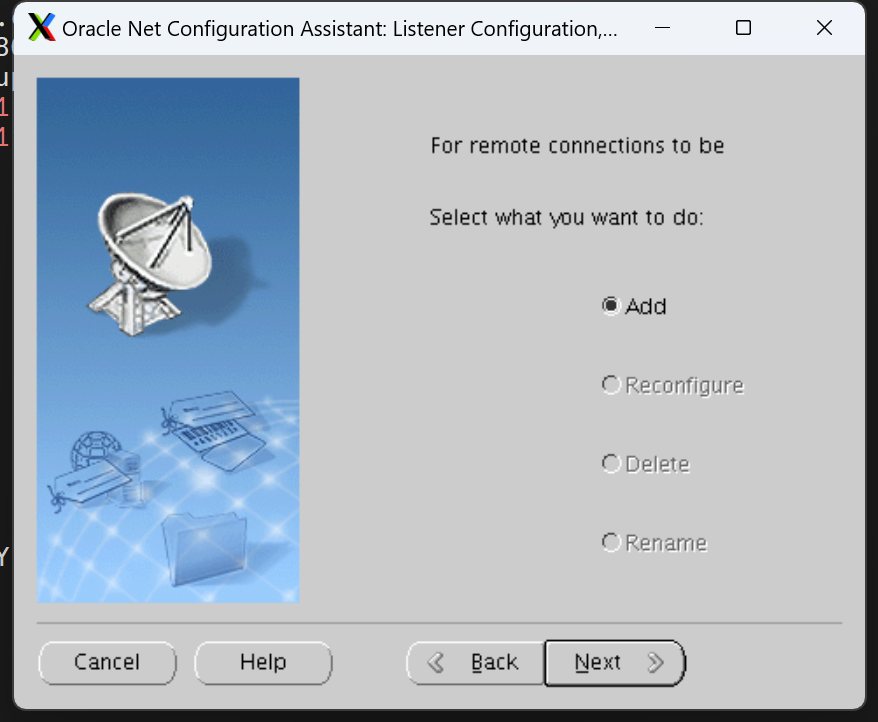 Oracle Net Configuration Assistant: Listener Configuration,...
For remote connections to be
Select what you want to do:
Add
Reconfigure
Delete
Rename
Cancel
Help
Back
Next